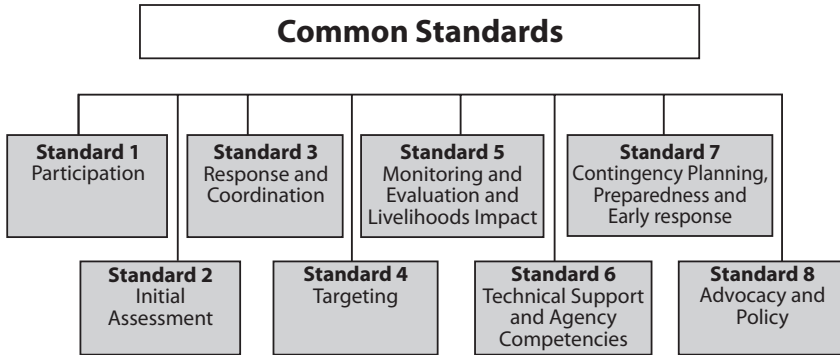 Common Standards
Standard 1
Participation
Standard 3
Response and
Coordination
Standard 5
Monitoring and
Evaluation and
Livelihoods Impact
Standard 7
Contingency Planning,
Preparedness and
Early response
Standard 2
Initial
Assessment
Standard 4
Targeting
Standard 6
Technical Support
and Agency
Competencies
Standard 8
Advocacy and
Policy